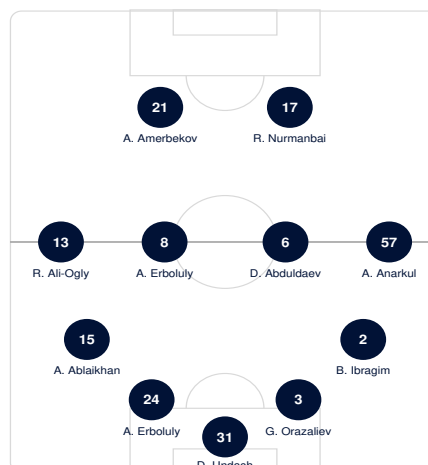 21
17
A. Amerbekov
R. Nurmanbai
13
8
6
57
R. Ali-Ogly
A. Erboluly
D. Abduldaev
A. Anarkul
15
2
A. Ablaikhan
B. Ibragim
24
3
A. Erboluly
G. Orazaliev
31